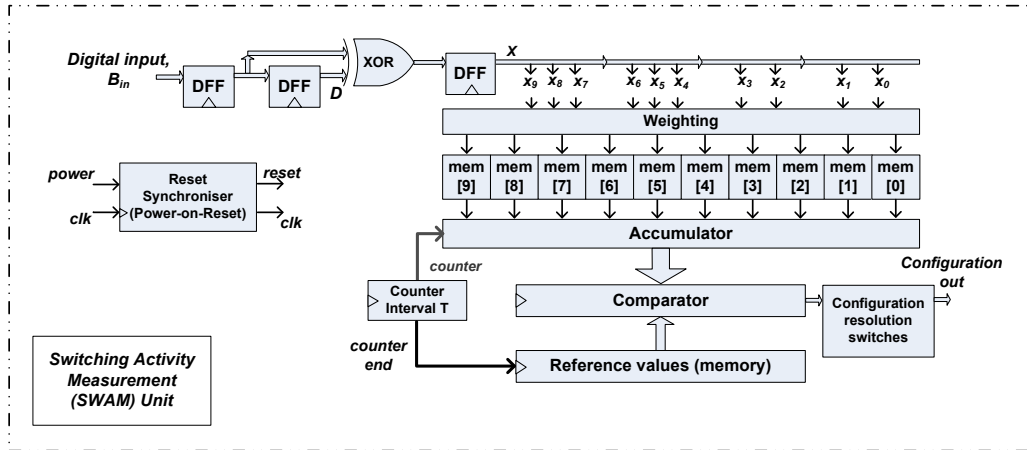 Digital input,
B_in
DFF
DFF
D
XOR
DFF
X
x9 x8 x7 x6 x5 x4 x3 x2 x1 x0
Weighting
mem [9]
mem [8]
mem [7]
mem [6]
mem [5]
mem [4]
mem [3]
mem [2]
mem [1]
mem [0]
Accumulator
power
clk
Reset
Synchroniser
(Power-on-Reset)
reset
clk
counter
Counter
Interval T
counter
end
Comparator
Reference values (memory)
Configuration
resolution
switches
Configuration
out
Switching Activity
Measurement
(SWAM) Unit